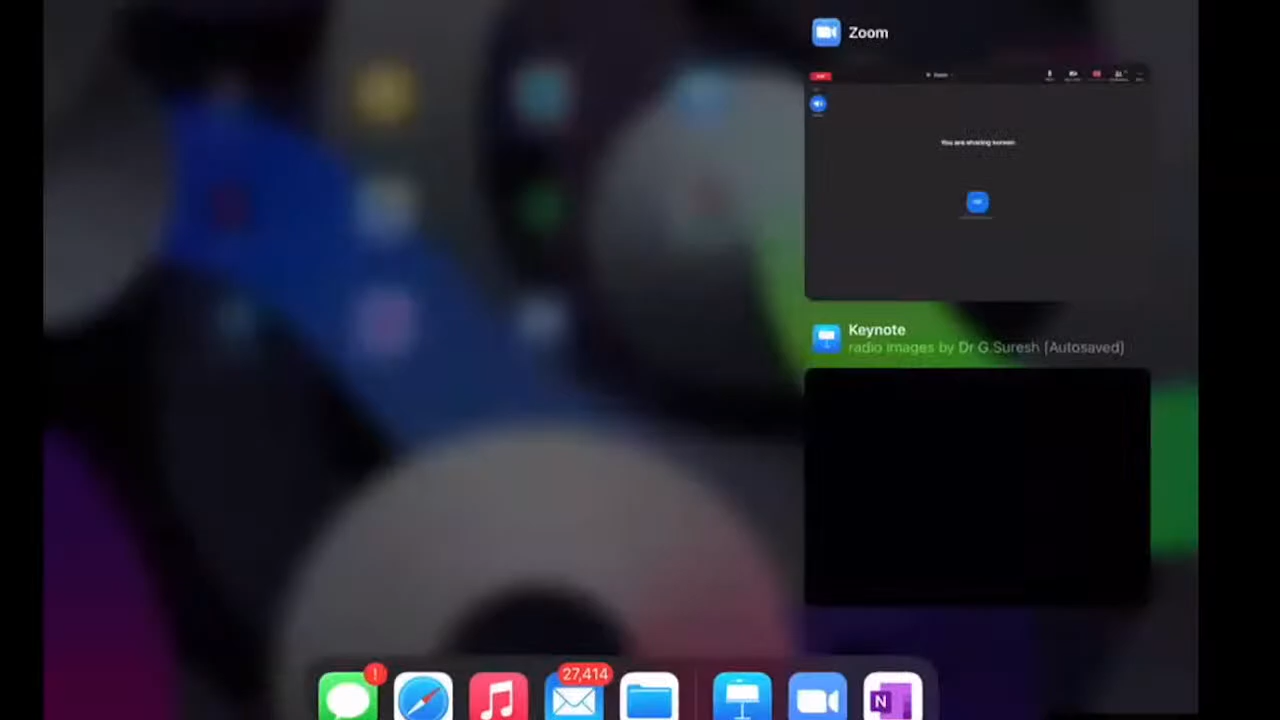 Zoom
You are sharing screen
Keynote
radio images by Dr G.Suresh [Autosaved]
!
27,414
N